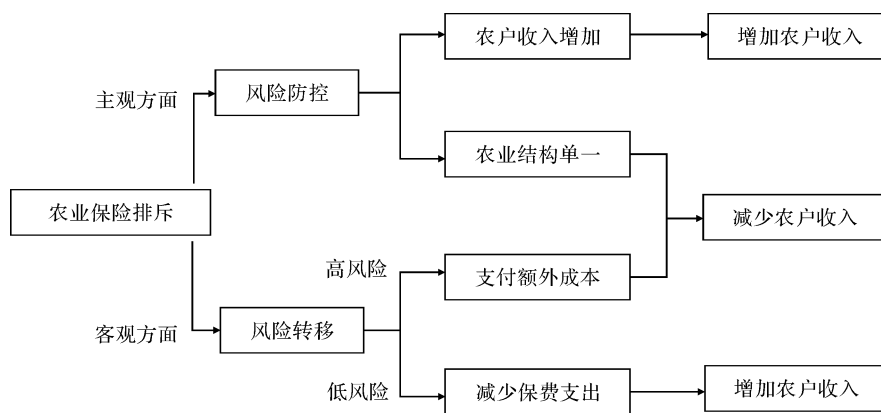 农户收入增加
增加农户收入
主观方面
风险防控
农业结构单一
农业保险排斥
减少农户收入
高风险
支付额外成本
客观方面
风险转移
低风险
减少保费支出
增加农户收入